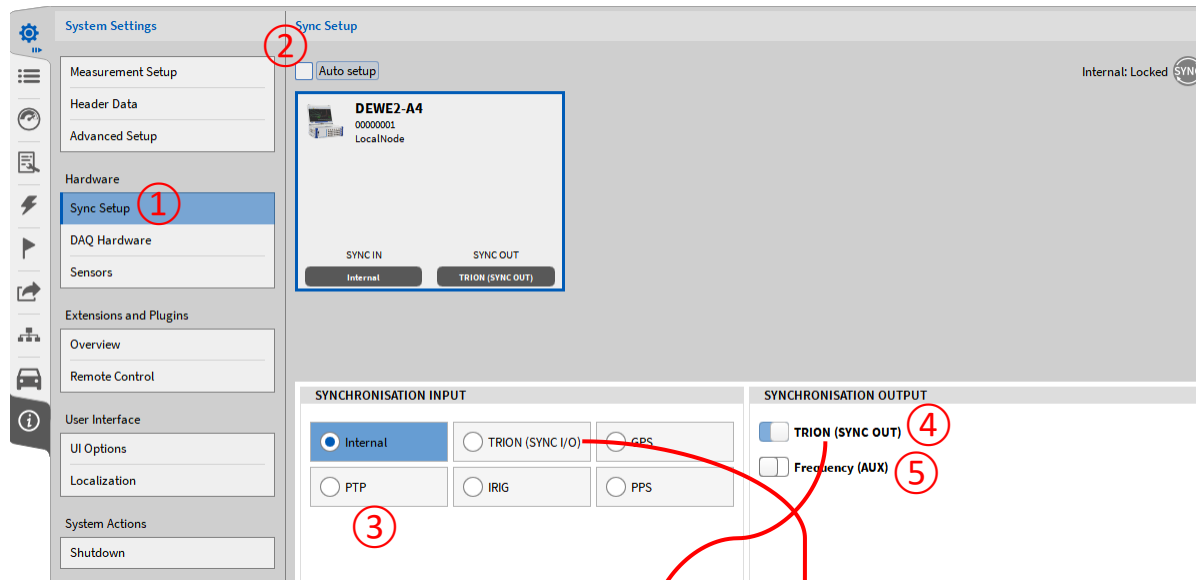 System Settings
Sync Setup
②
Measurement Setup
Auto setup
Internal: Locked
SYNC
Header Data
DEWE2-A4
00000001
LocalNode
Advanced Setup
Hardware
Sync Setup ①
DAQ Hardware
Sensors
SYNC IN
SYNC OUT
Internal
TRION (SYNC OUT)
Extensions and Plugins
Overview
Remote Control
User Interface
UI Options
Localization
System Actions
Shutdown
SYNCHRONISATION INPUT
Internal
TRION (SYNC I/O)
GPS
PTP
IRIG
PPS
③
SYNCHRONISATION OUTPUT
TRION (SYNC OUT) ④
Frequency (AUX) ⑤